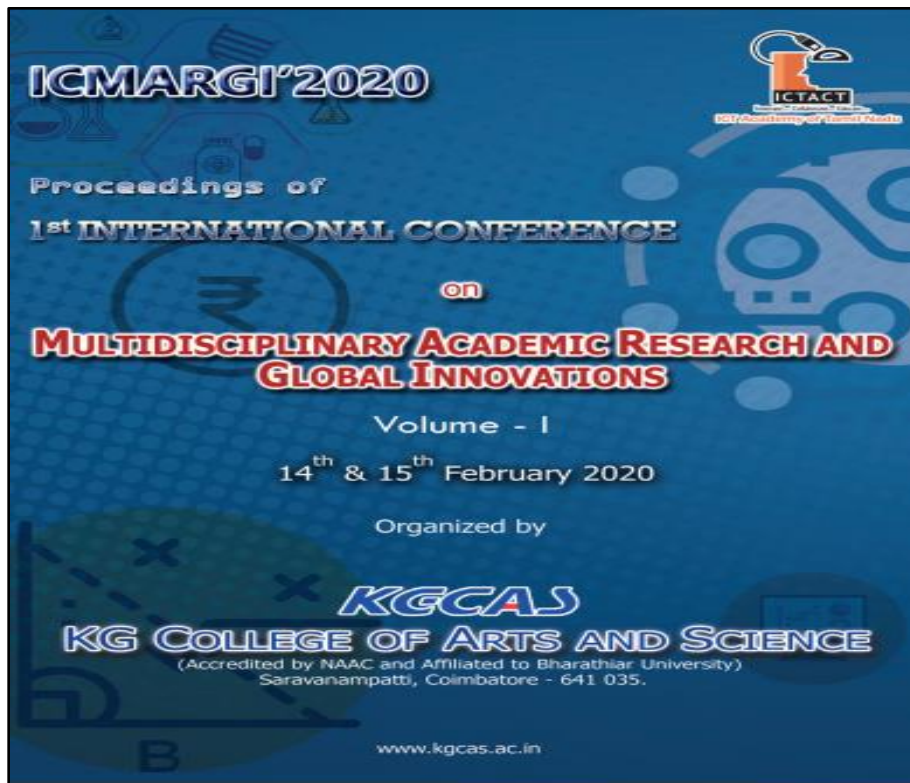 ICMARGI'2020
ICTACT
ICT Academy of Tamil Nadu
Proceedings of
1st INTERNATIONAL CONFERENCE
on
MULTIDISCIPLINARY ACADEMIC RESEARCH AND
GLOBAL INNOVATIONS
Volume - I
14th & 15th February 2020
Organized by
KGCAS
KG COLLEGE OF ARTS AND SCIENCE
(Accredited by NAAC and Affiliated to Bharathiar University)
Saravanampatti, Coimbatore - 641 035.
B
www.kgcas.ac.in